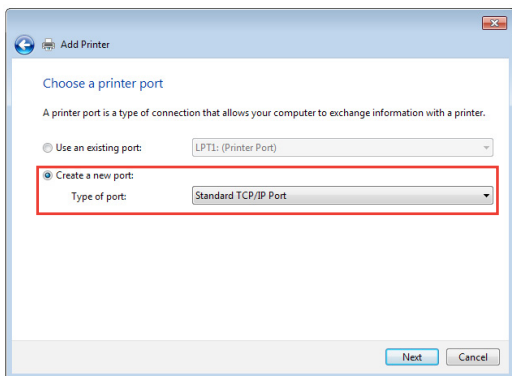 Add Printer
Choose a printer port
A printer port is a type of connection that allows your computer to exchange information with a printer.
Use an existing port: LPT1: (Printer Port)
Create a new port:
Type of port: Standard TCP/IP Port
Next Cancel